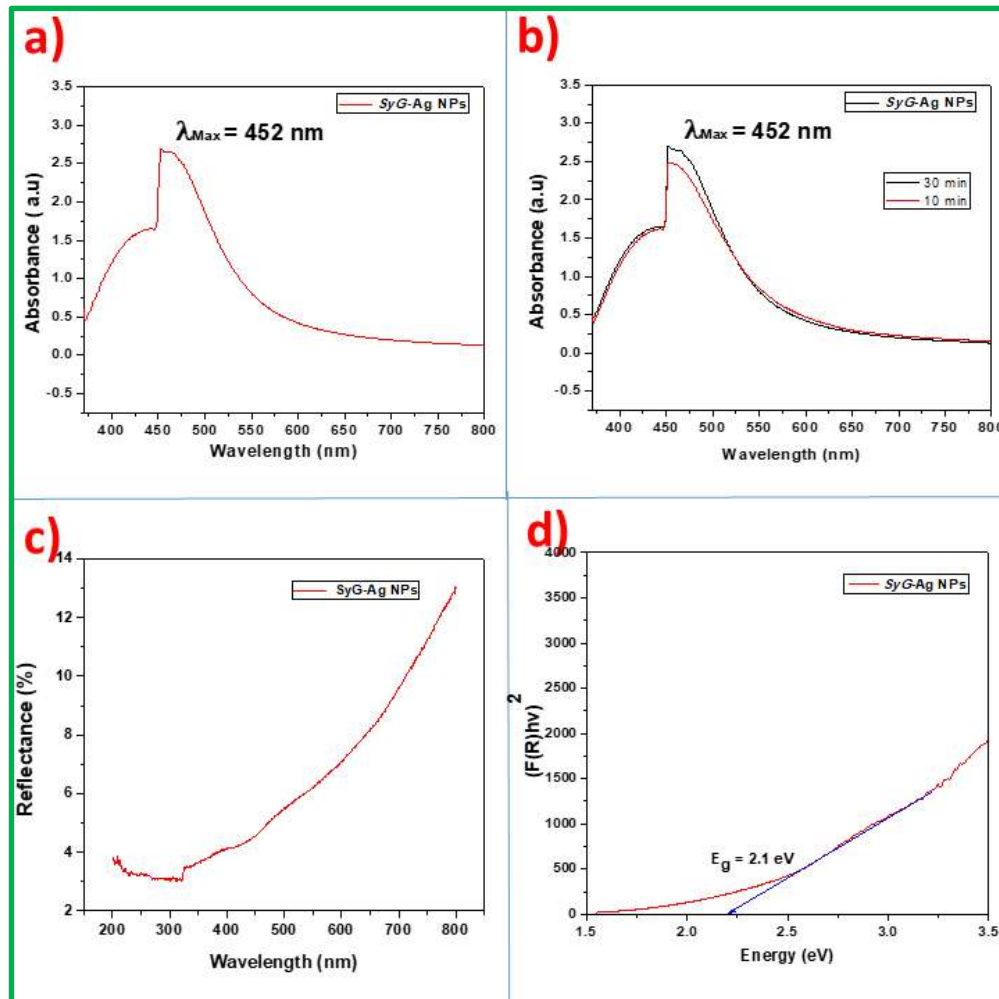 a)
SyG-Ag NPs
λMax = 452 nm
3.5
3.0
2.5
2.0
1.5
1.0
0.5
0.0
-0.5
Absorbance ( a.u)
400 450 500 550 600 650 700 750 800
Wavelength (nm)
b)
SyG-Ag NPs
λMax = 452 nm
30 min
10 min
3.5
3.0
2.5
2.0
1.5
1.0
0.5
0.0
-0.5
Absorbance (a.u)
400 450 500 550 600 650 700 750 800
Wavelength (nm)
c)
SyG-Ag NPs
14
12
10
8
6
4
2
Reflectance (%)
200 300 400 500 600 700 800
Wavelength (nm)
d)
SyG-Ag NPs
4000
3500
3000
2500
2000
1500
1000
500
0
(F(R)hv)2
Eg = 2.1 eV
1.5 2.0 2.5 3.0 3.5
Energy (eV)